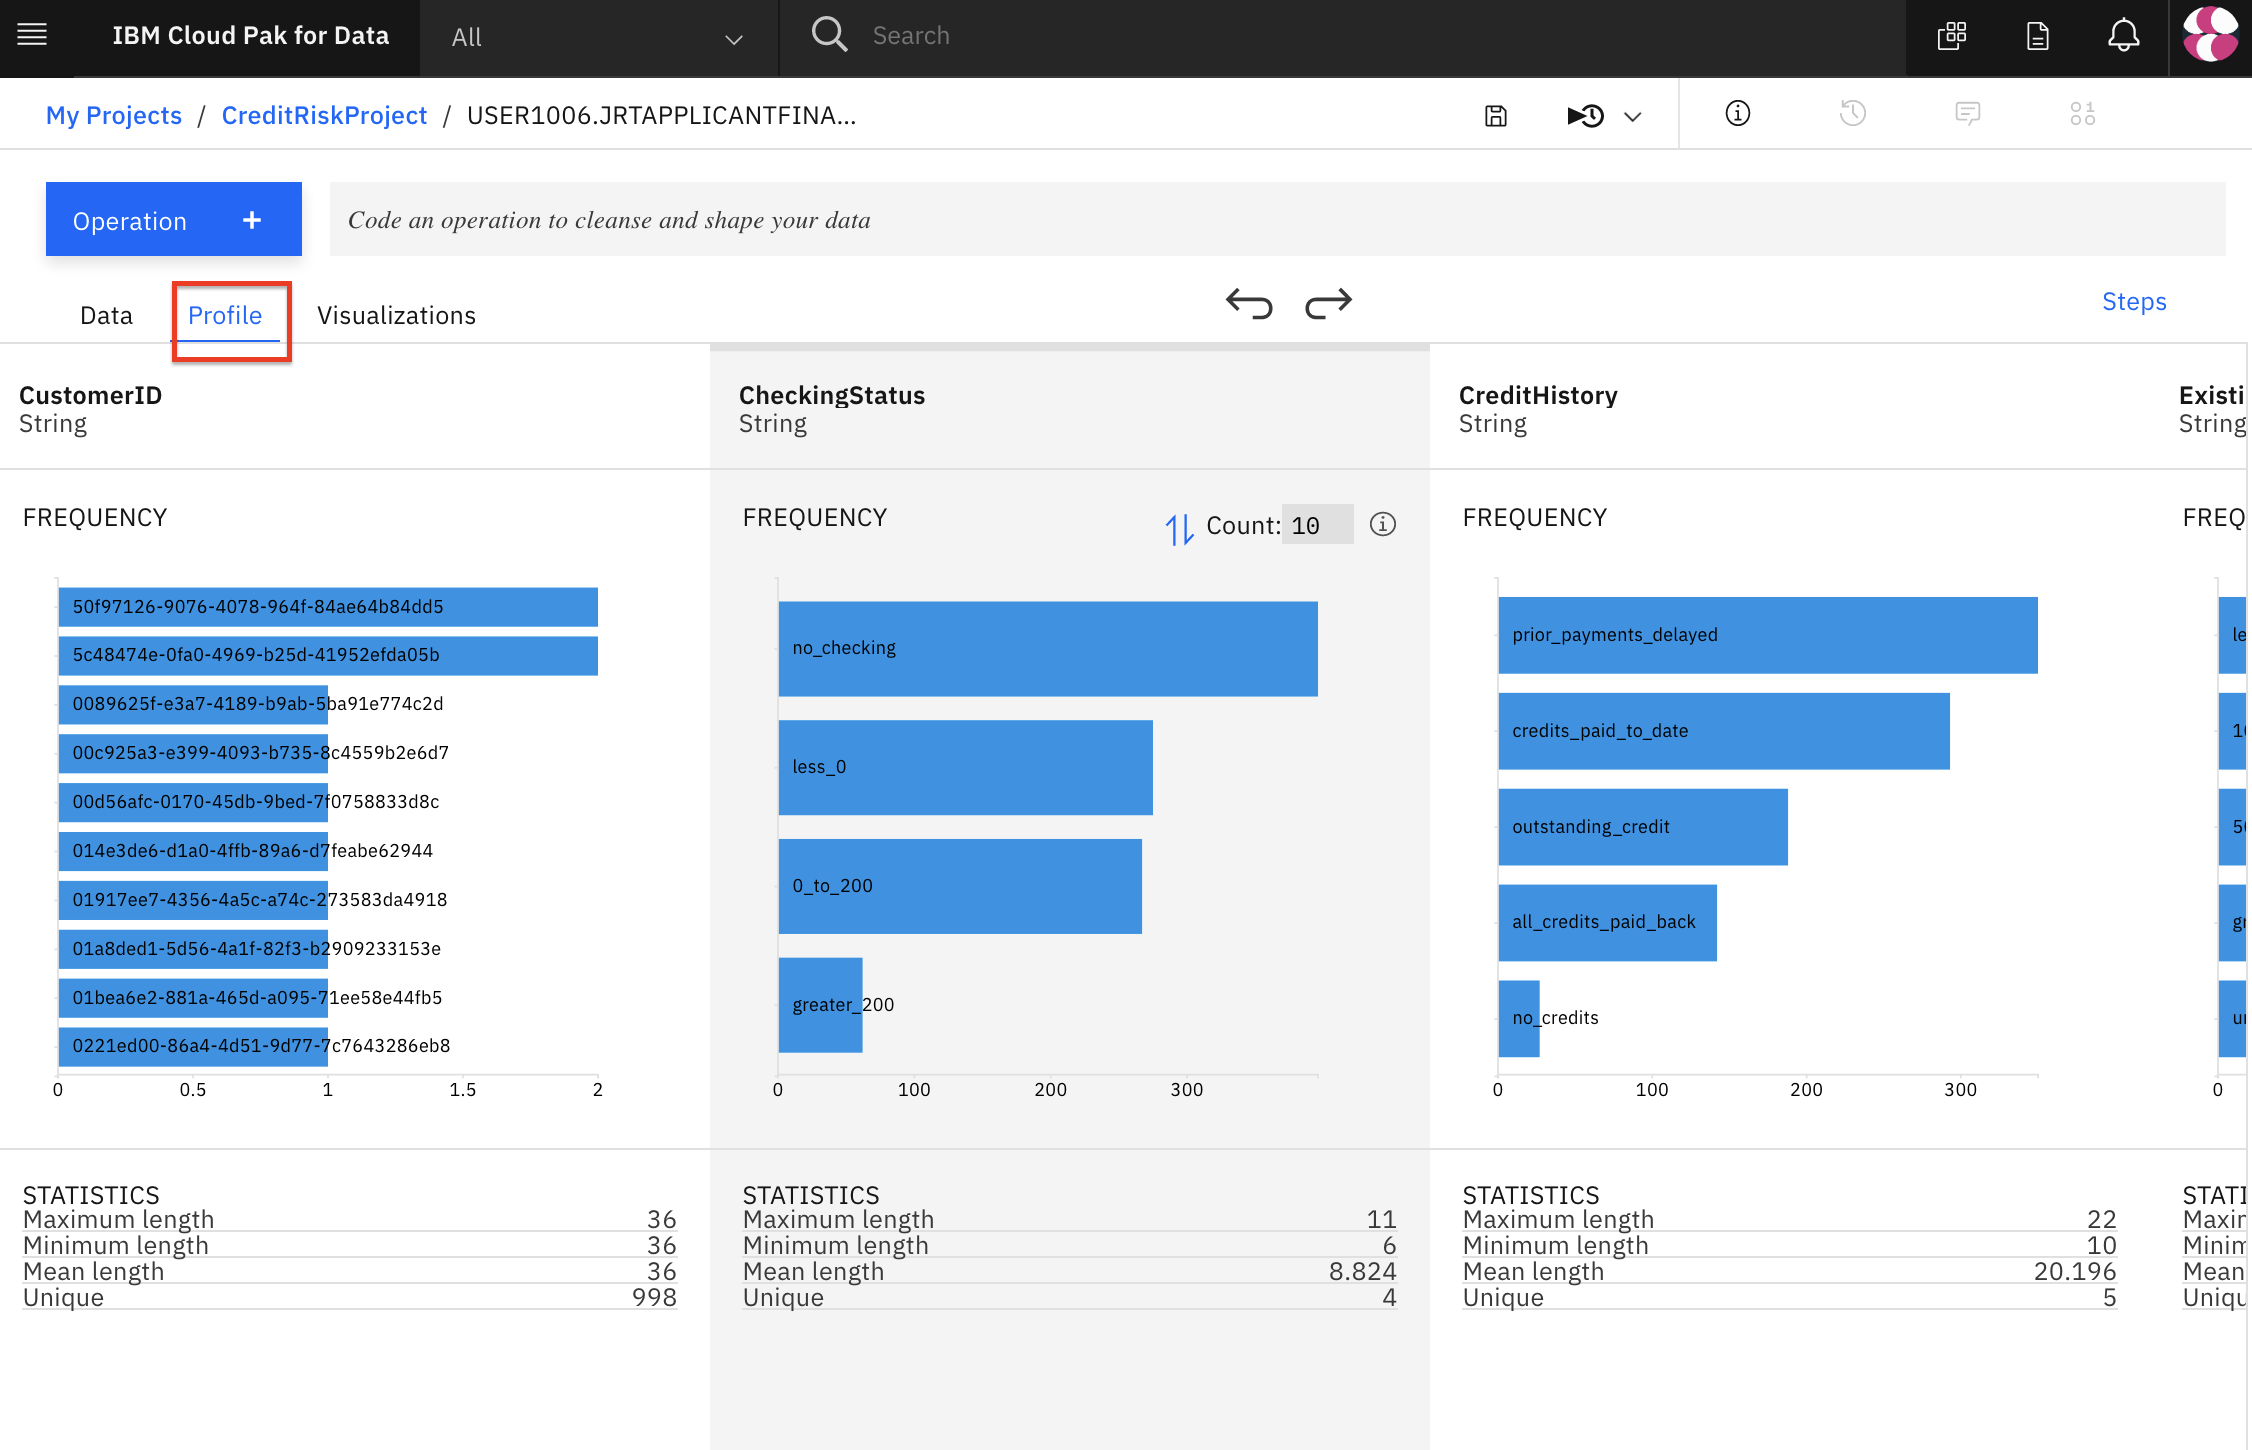 IBM Cloud Pak for Data
All
Search
My Projects / CreditRiskProject / USER1006.JRTAPPLICANTFINA...
Operation +
Code an operation to cleanse and shape your data
Data
Profile
Visualizations
Steps
CustomerID
String
FREQUENCY
50f97126-9076-4078-964f-84ae64b84dd5
5c48474e-0fa0-4969-b25d-41952efda05b
0089625f-e3a7-4189-b9ab-5ba91e774c2d
00c925a3-e399-4093-b735-8c4559b2e6d7
00d56afc-0170-45db-9bed-7f0758833d8c
014e3de6-d1a0-4ffb-89a6-d7feabe62944
01917ee7-4356-4a5c-a74c-273583da4918
01a8ded1-5d56-4a1f-82f3-b2909233153e
01bea6e2-881a-465d-a095-71ee58e44fb5
0221ed00-86a4-4d51-9d77-7c7643286eb8
0 0.5 1 1.5 2
STATISTICS
Maximum length 36
Minimum length 36
Mean length 36
Unique 998
CheckingStatus
String
FREQUENCY
Count: 10
no_checking
less_0
0_to_200
greater_200
0 100 200 300
STATISTICS
Maximum length 11
Minimum length 6
Mean length 8.824
Unique 4
CreditHistory
String
FREQUENCY
prior_payments_delayed
credits_paid_to_date
outstanding_credit
all_credits_paid_back
no_credits
0 100 200 300
STATISTICS
Maximum length 22
Minimum length 10
Mean length 20.196
Unique 5
Existi
String
FREQ
le
10
50
gr
un
0
STATI
Maxir
Minim
Mean
Uniqu